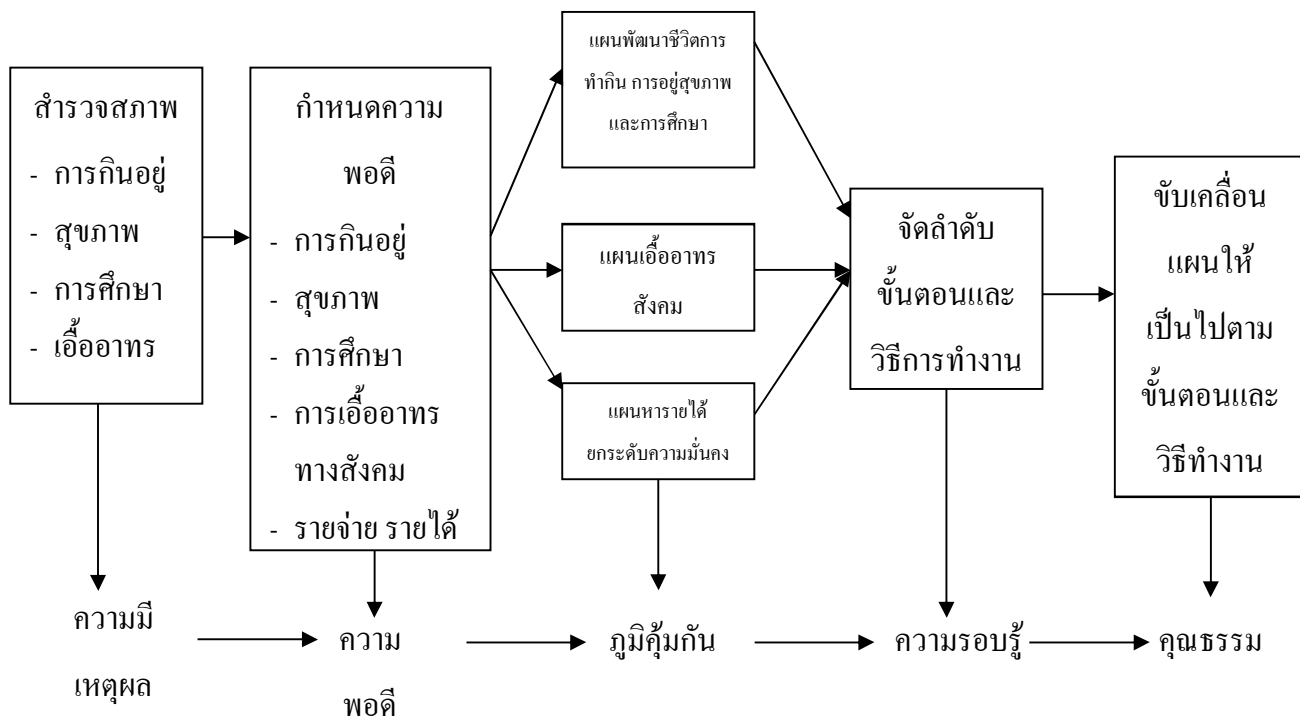 สำรวจสภาพ
- การกินอยู่
- สุขภาพ
- การศึกษา
- เอื้ออาทร
กำหนดความ
พอดี
- การกินอยู่
- สุขภาพ
- การศึกษา
- การเอื้ออาทร
ทางสังคม
- รายจ่าย รายได้
แผนพัฒนาชีวิตการ
ทำกิน การอยู่สุขภาพ
และการศึกษา
แผนเอื้ออาทร
สังคม
แผนหารายได้
ยกระดับความมั่นคง
จัดลำดับ
ขั้นตอนและ
วิธีการทำงาน
ขับเคลื่อน
แผนให้
เป็นไปตาม
ขั้นตอนและ
วิธีทำงาน
ความมี
เหตุผล
ความ
พอดี
ภูมิคุ้มกัน
ความรอบรู้
คุณธรรม